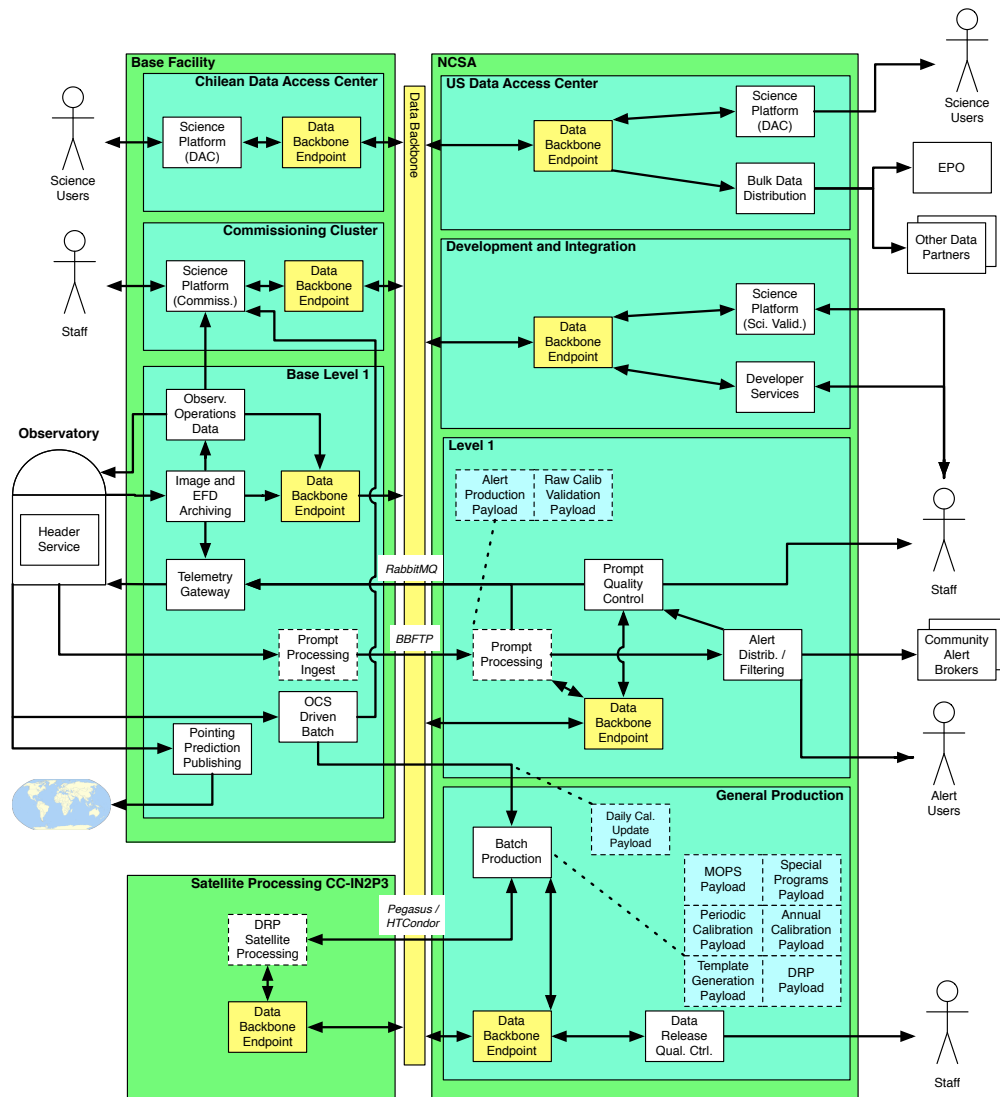 Base Facility
Chilean Data Access Center
Science
Platform
(DAC)
Data
Backbone
Endpoint
Science
Users
Commissioning Cluster
Science
Platform
(Commiss.)
Data
Backbone
Endpoint
Staff
Base Level 1
Observ.
Operations
Data
Image and
EFD
Archiving
Data
Backbone
Endpoint
Telemetry
Gateway
Prompt
Processing
Ingest
OCS
Driven
Batch
Pointing
Prediction
Publishing
Observatory
Header
Service
Satellite Processing CC-IN2P3
DRP
Satellite
Processing
Data
Backbone
Endpoint
Data Backbone
RabbitMQ
BBFTP
Pegasus /
HTCondor
NCSA
US Data Access Center
Data
Backbone
Endpoint
Science
Platform
(DAC)
Bulk Data
Distribution
Science
Users
EPO
Other Data
Partners
Development and Integration
Data
Backbone
Endpoint
Science
Platform
(Sci. Valid.)
Developer
Services
Level 1
Alert
Production
Payload
Raw Calib
Validation
Payload
Prompt
Quality
Control
Prompt
Processing
Alert
Distrib. /
Filtering
Data
Backbone
Endpoint
Staff
Community
Alert
Brokers
Alert
Users
General Production
Daily Cal.
Update
Payload
Batch
Production
MOPS
Payload
Special
Programs
Payload
Periodic
Calibration
Payload
Annual
Calibration
Payload
Template
Generation
Payload
DRP
Payload
Data
Backbone
Endpoint
Data
Release
Qual. Ctrl.
Staff